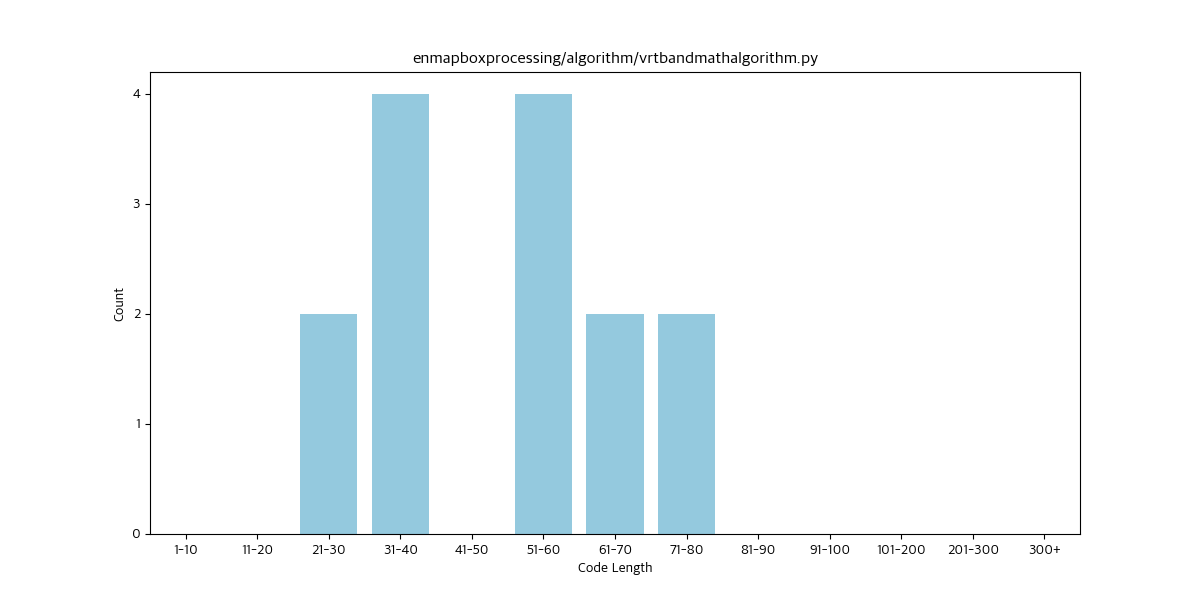 enmapboxprocessing/algorithm/vrtbandmathalgorithm.py
4
3
2
1
0
Count
1-10 11-20 21-30 31-40 41-50 51-60 61-70 71-80 81-90 91-100 101-200 201-300 300+
Code Length